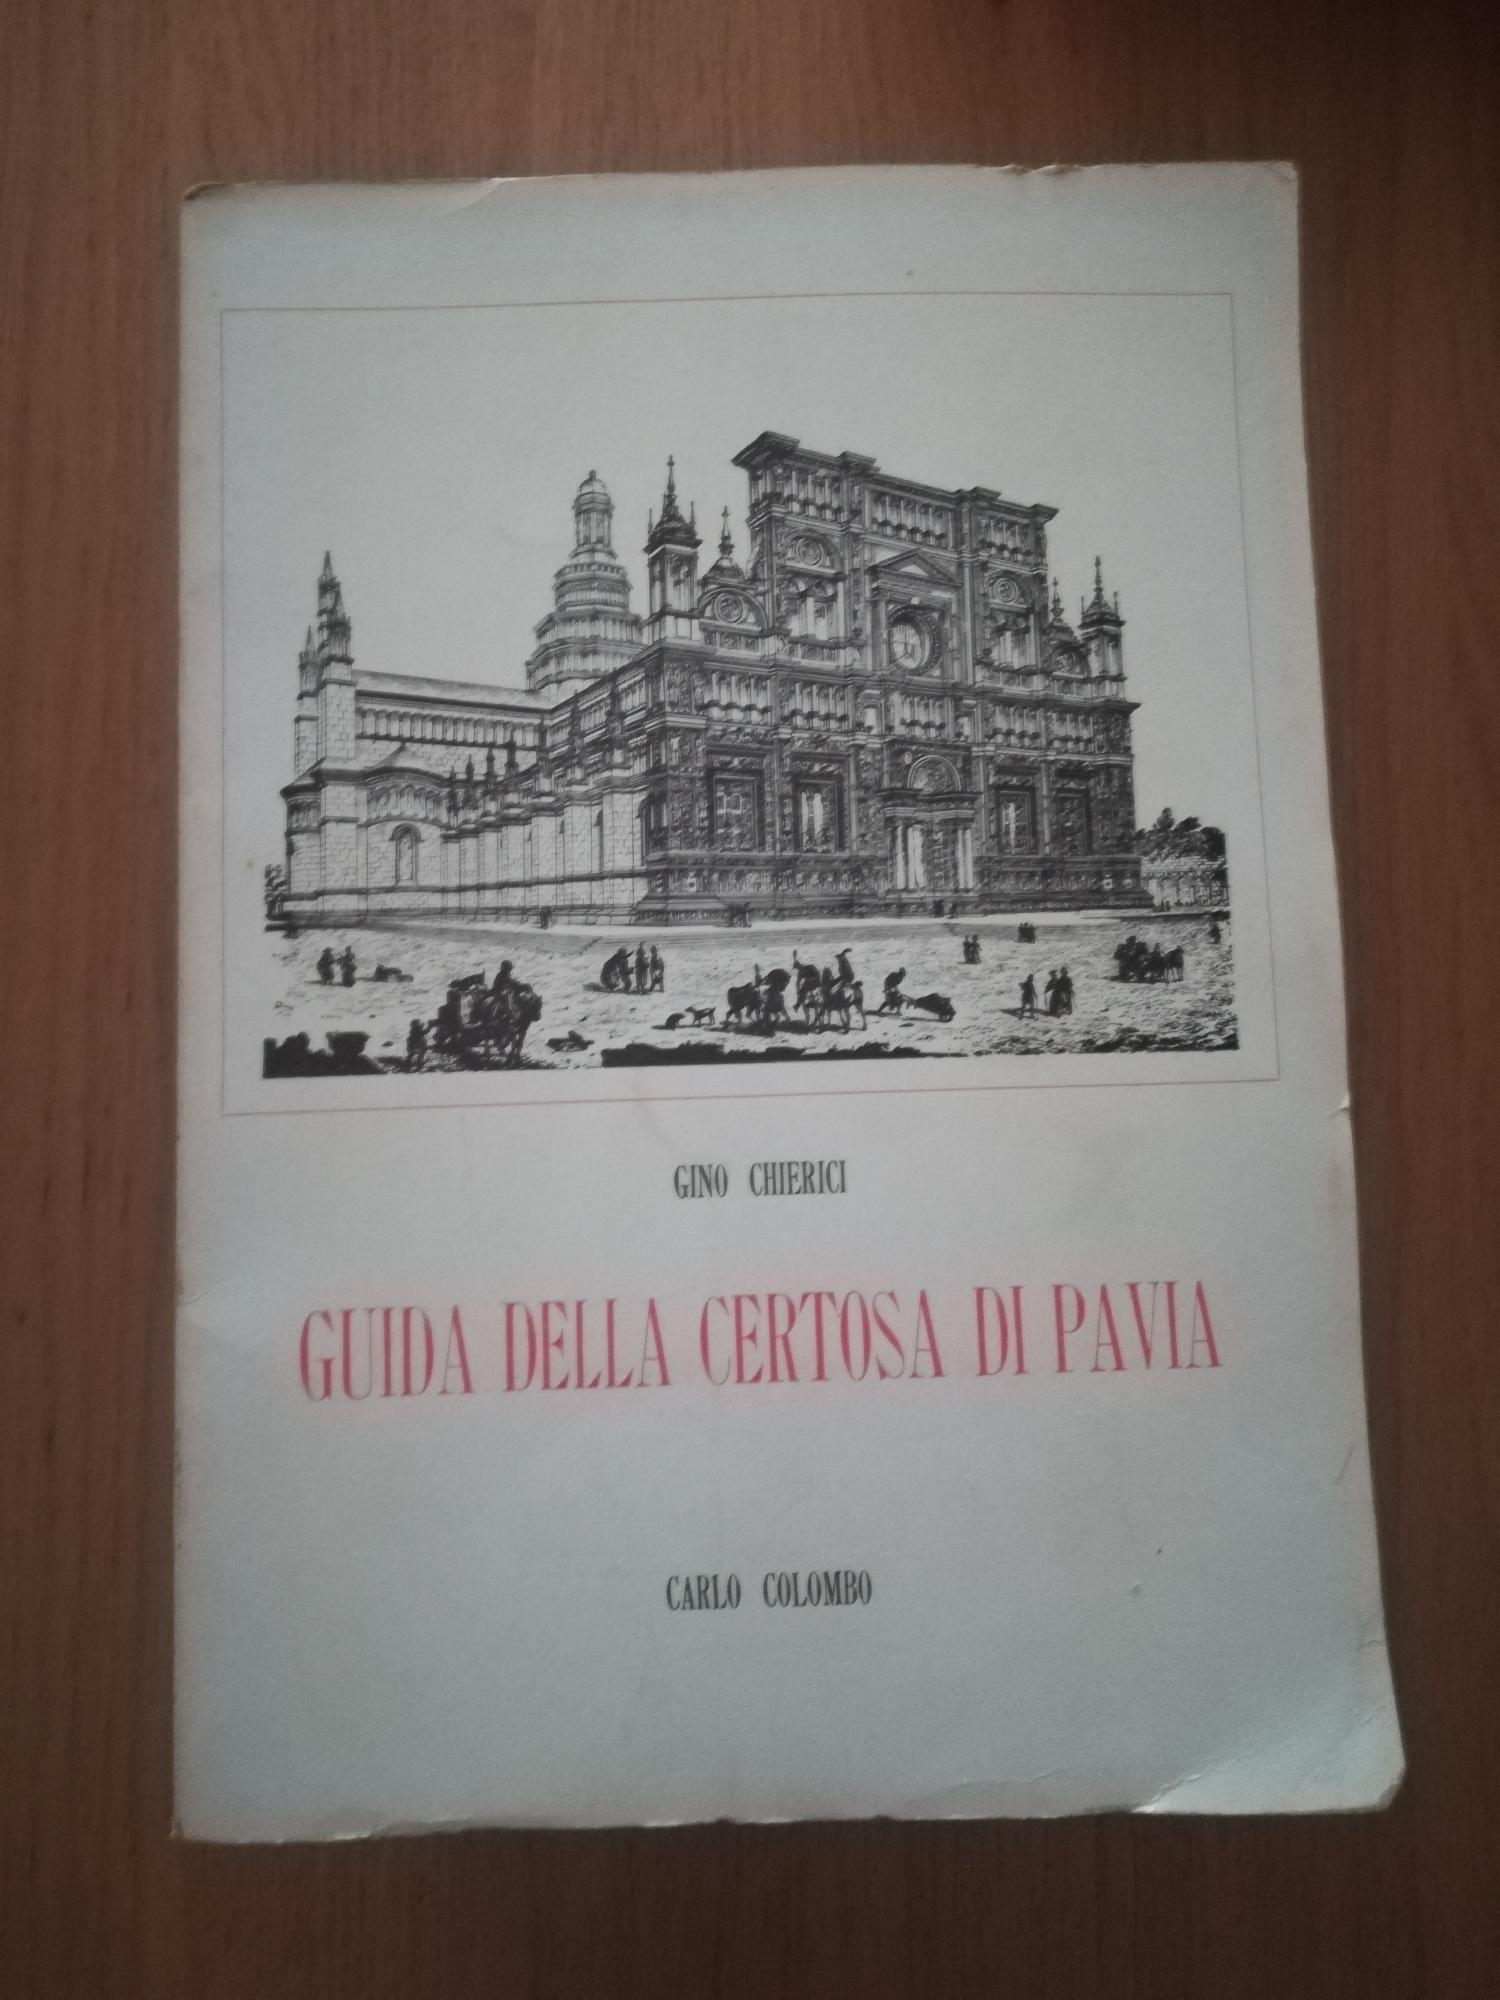 GINO CHIERICI
GUIDA DELLA CERTOSA DI PAVIA
CARLO COLOMBO